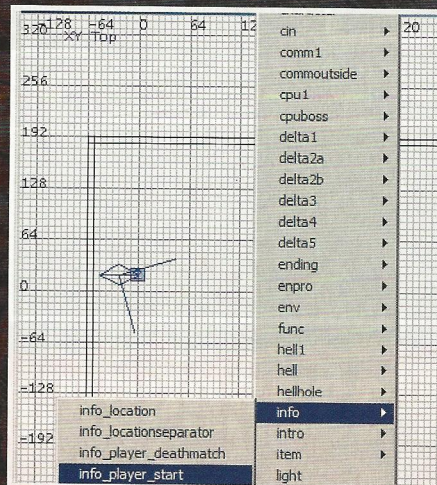 -128 -64 0 64 12
20
320
XY Top
256
192
128
64
0
-64
-128
-192
cin
comm1
commoutside
cpu1
cpuboss
delta1
delta2a
delta2b
delta3
delta4
delta5
ending
enpro
env
func
hell1
hell
hellhole
info
intro
item
light
info_location
info_locationseparator
info_player_deathmatch
info_player_start